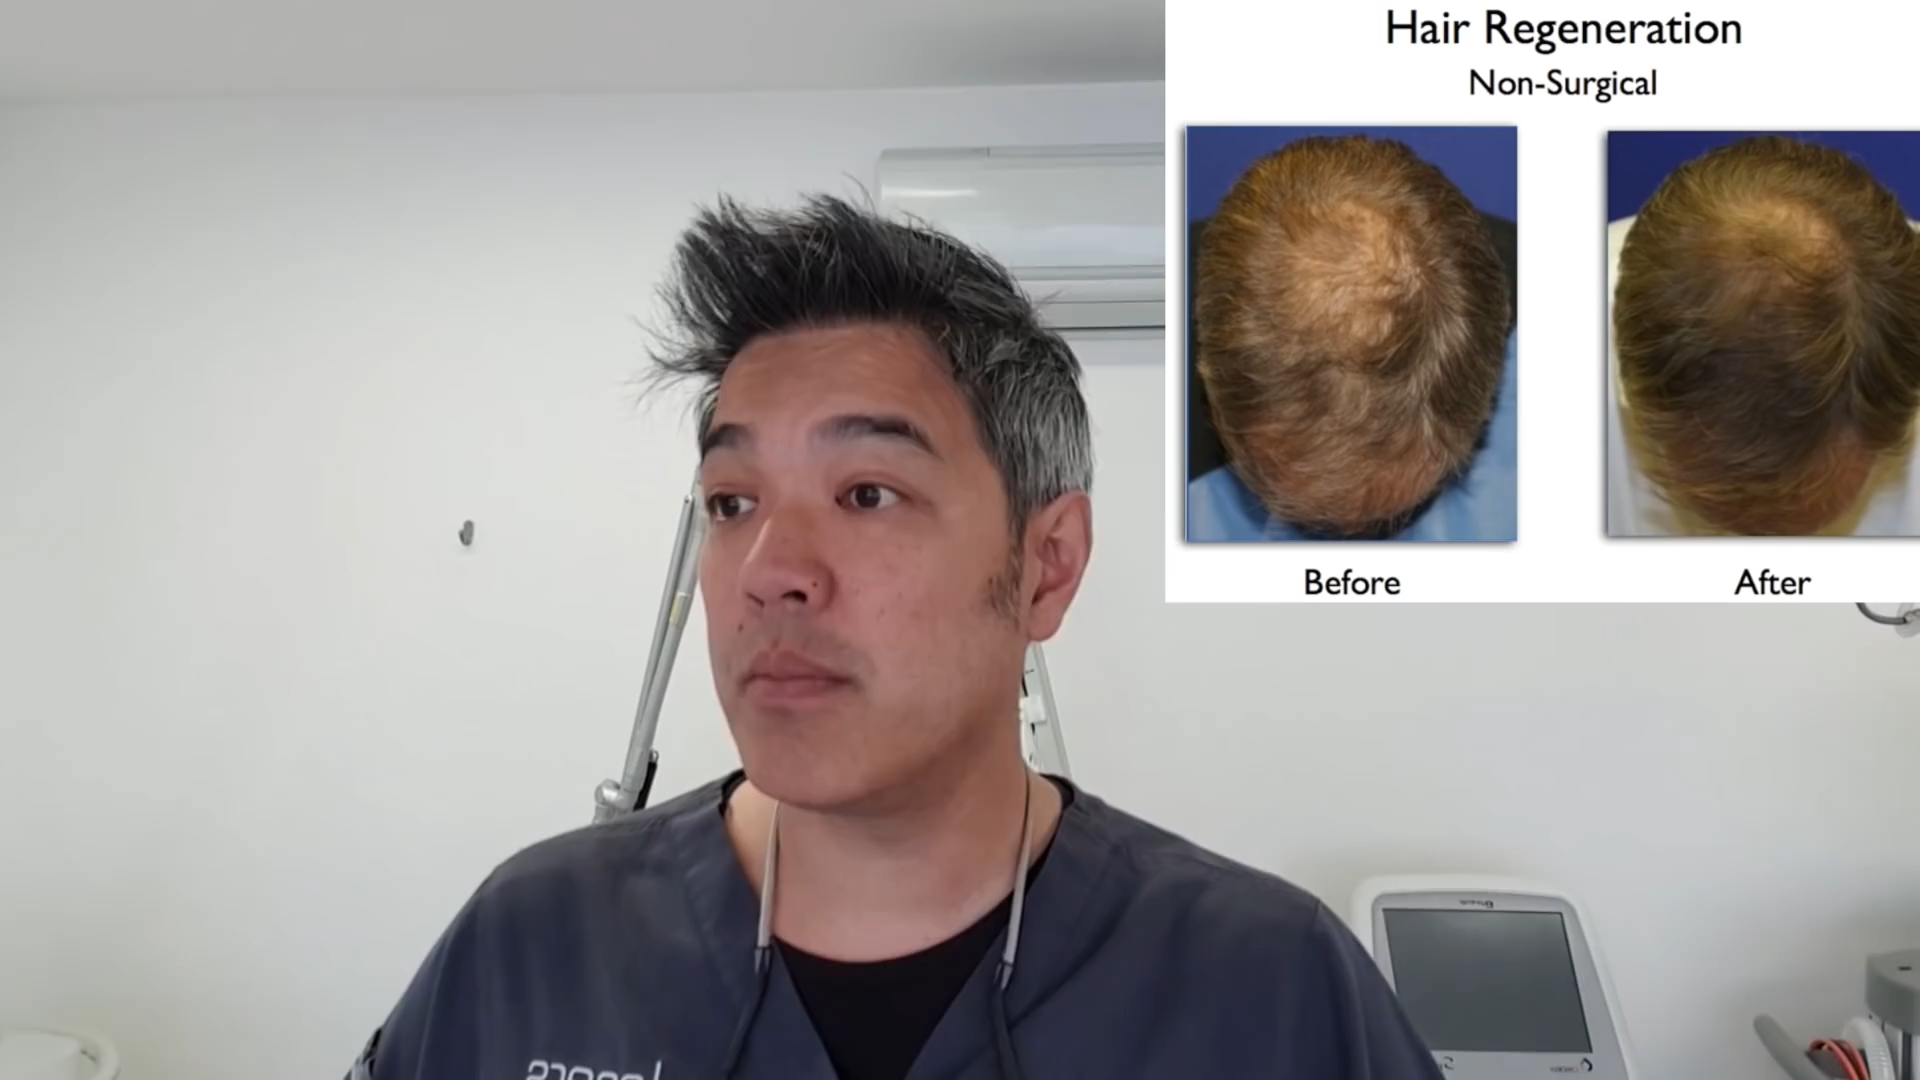 Hair Regeneration
Non-Surgical
Before
After